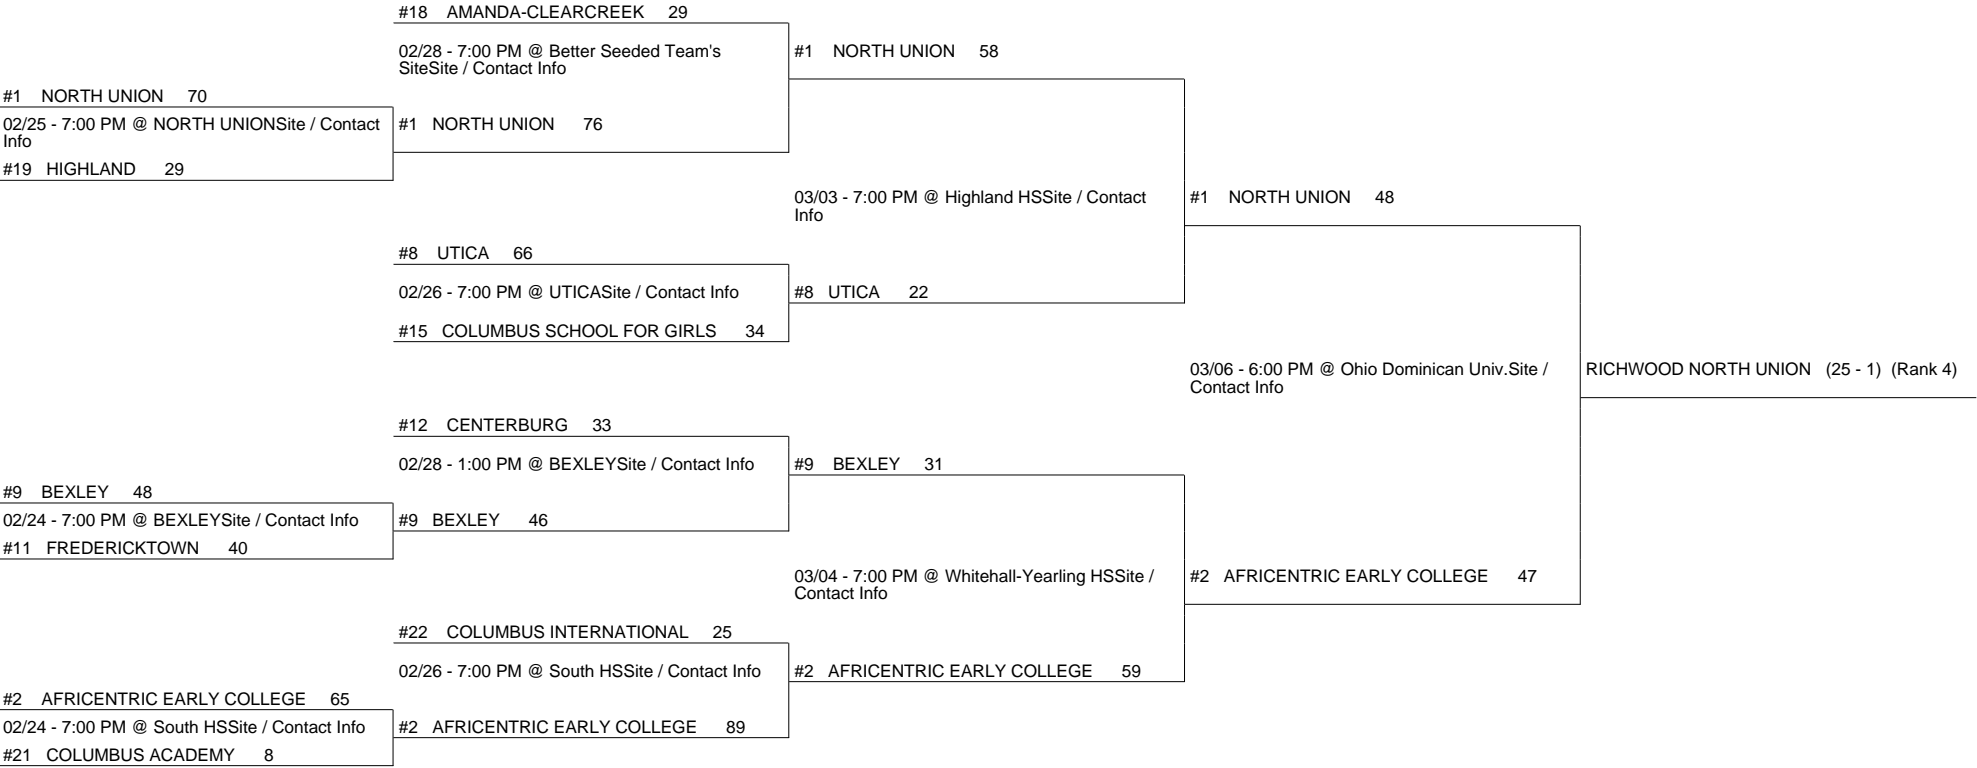 #18 AMANDA-CLEARCREEK 29
02/28 - 7:00 PM @ Better Seeded Team's
SiteSite / Contact Info
#1 NORTH UNION 58
#1 NORTH UNION 70
02/25 - 7:00 PM @ NORTH UNIONSite / Contact
Info
#19 HIGHLAND 29
#1 NORTH UNION 76
03/03 - 7:00 PM @ Highland HSSite / Contact
Info
#1 NORTH UNION 48
#8 UTICA 66
02/26 - 7:00 PM @ UTICASite / Contact Info
#15 COLUMBUS SCHOOL FOR GIRLS 34
#8 UTICA 22
03/06 - 6:00 PM @ Ohio Dominican Univ.Site /
Contact Info
RICHWOOD NORTH UNION (25 - 1) (Rank 4)
#12 CENTERBURG 33
02/28 - 1:00 PM @ BEXLEYSite / Contact Info
#9 BEXLEY 31
#9 BEXLEY 48
02/24 - 7:00 PM @ BEXLEYSite / Contact Info
#11 FREDERICKTOWN 40
#9 BEXLEY 46
03/04 - 7:00 PM @ Whitehall-Yearling HSSite /
Contact Info
#2 AFRICENTRIC EARLY COLLEGE 47
#22 COLUMBUS INTERNATIONAL 25
02/26 - 7:00 PM @ South HSSite / Contact Info
#2 AFRICENTRIC EARLY COLLEGE 59
#2 AFRICENTRIC EARLY COLLEGE 65
02/24 - 7:00 PM @ South HSSite / Contact Info
#21 COLUMBUS ACADEMY 8
#2 AFRICENTRIC EARLY COLLEGE 89